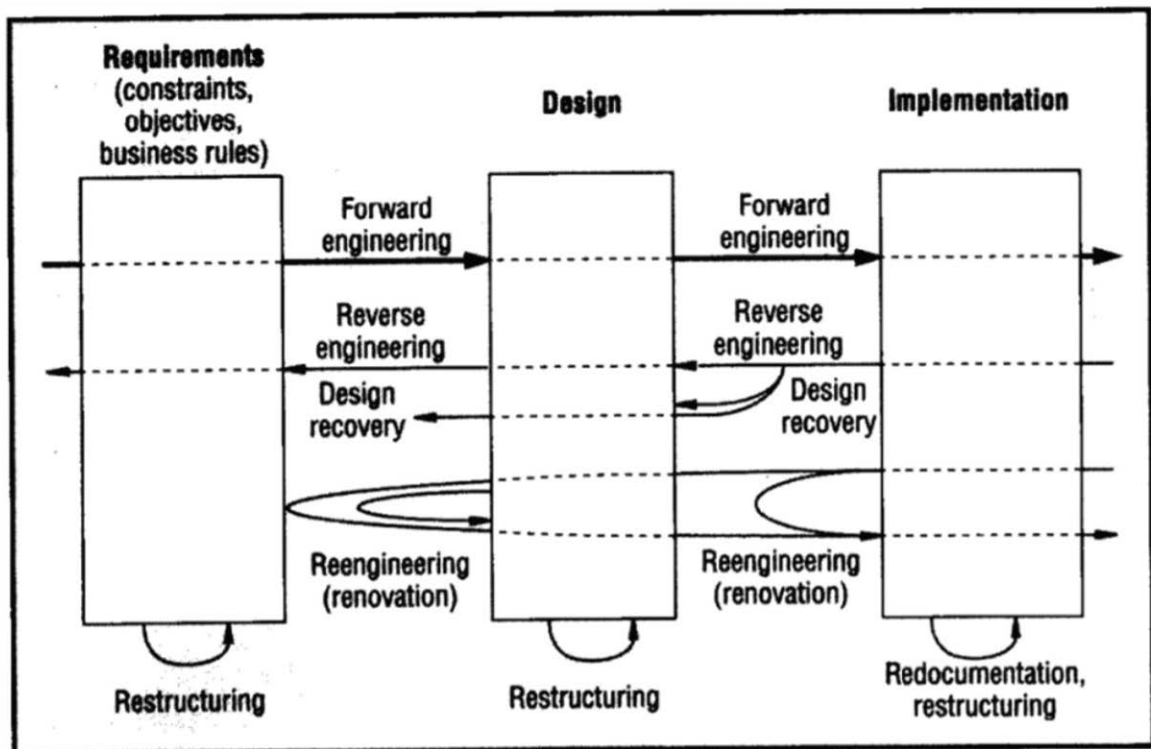 Requirements
(constraints,
objectives,
business rules)
Design
Implementation
Forward
engineering
Forward
engineering
Reverse
engineering
Reverse
engineering
Design
recovery
Design
recovery
Reengineering
(renovation)
Reengineering
(renovation)
Restructuring
Restructuring
Redocumentation,
restructuring